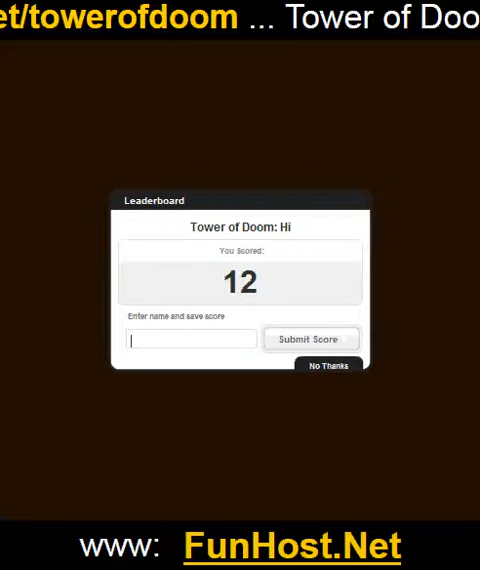 et/towerofdoom ... Tower of Doo
Leaderboard
Tower of Doom: Hi
You Scored:
12
Enter name and save score
Submit Score
No Thanks
www: FunHost.Net